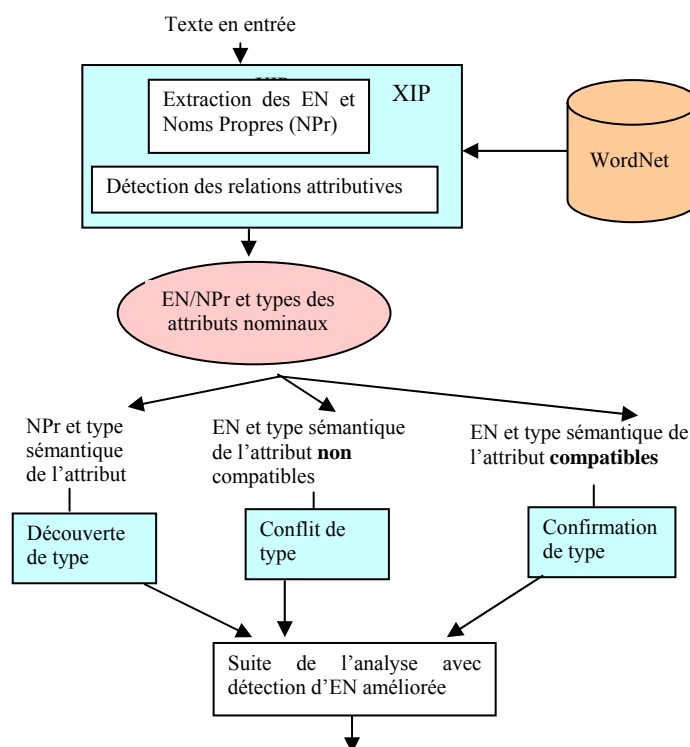 Texte en entrée
XIP
Extraction des EN et
Noms Propres (NPr)
Détection des relations attributives
WordNet
EN/NPr et types des
attributs nominaux
NPr et type
sémantique
de l’attribut
EN et type sémantique
de l’attribut non
compatibles
EN et type sémantique de
l’attribut compatibles
Découverte
de type
Conflit de
type
Confirmation
de type
Suite de l’analyse avec
détection d’EN améliorée